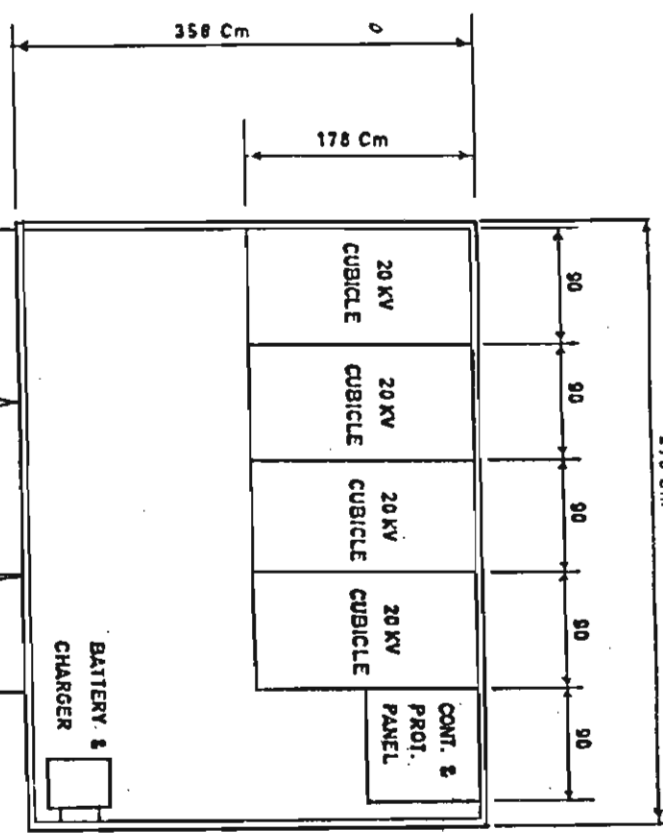 358 Cm
178 Cm
90
90
90
90
90
20 KV
CUBICLE
20 KV
CUBICLE
20 KV
CUBICLE
20 KV
CUBICLE
CONT. &
PROT.
PANEL
BATTERY &
CHARGER